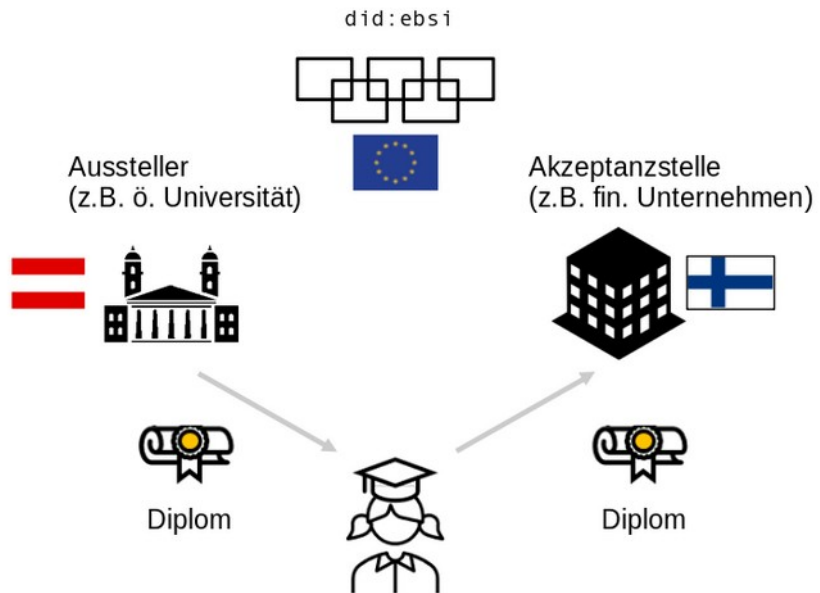 did:ebsi
Aussteller
(z.B. ö. Universität)
Akzeptanzstelle
(z.B. fin. Unternehmen)
Diplom
Diplom